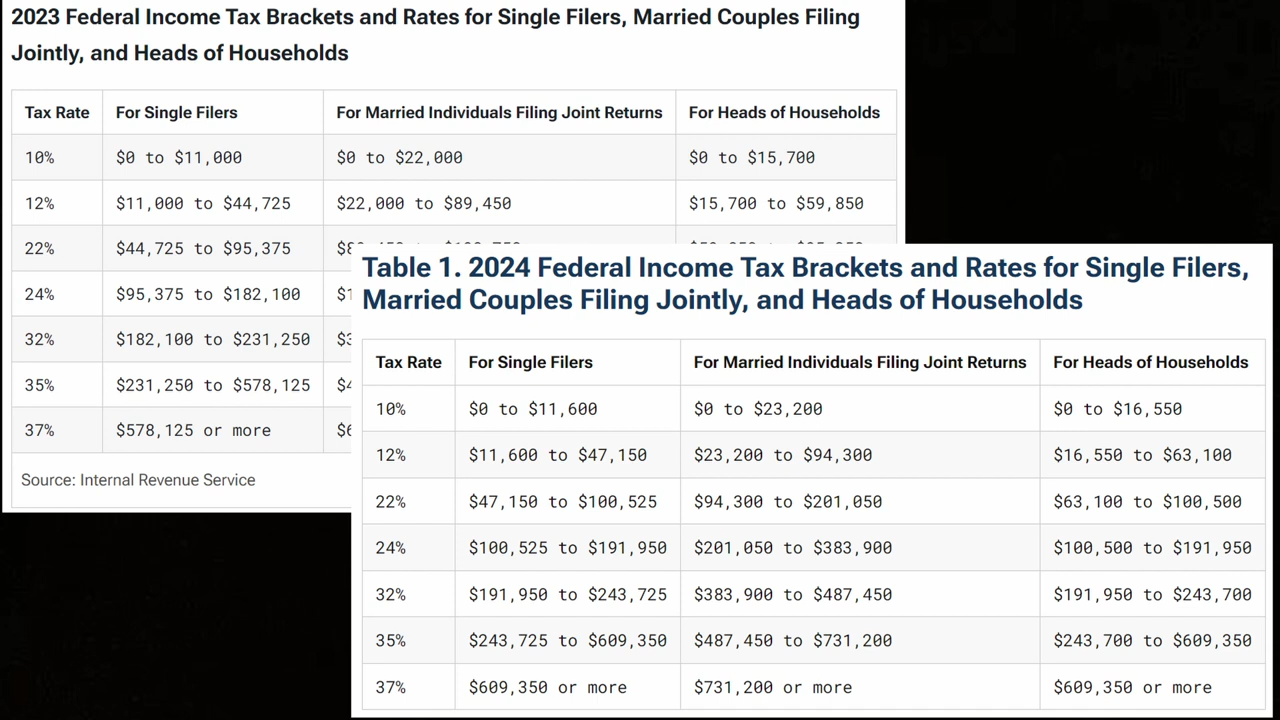 2023 Federal Income Tax Brackets and Rates for Single Filers, Married Couples Filing
Jointly, and Heads of Households
Tax Rate For Single Filers For Married Individuals Filing Joint Returns For Heads of Households
10% $0 to $11,000 $0 to $22,000 $0 to $15,700
12% $11,000 to $44,725 $22,000 to $89,450 $15,700 to $59,850
22% $44,725 to $95,375
24% $95,375 to $182,100
32% $182,100 to $231,250
35% $231,250 to $578,125
37% $578,125 or more
Source: Internal Revenue Service
Table 1. 2024 Federal Income Tax Brackets and Rates for Single Filers,
Married Couples Filing Jointly, and Heads of Households
Tax Rate For Single Filers For Married Individuals Filing Joint Returns For Heads of Households
10% $0 to $11,600 $0 to $23,200 $0 to $16,550
12% $11,600 to $47,150 $23,200 to $94,300 $16,550 to $63,100
22% $47,150 to $100,525 $94,300 to $201,050 $63,100 to $100,500
24% $100,525 to $191,950 $201,050 to $383,900 $100,500 to $191,950
32% $191,950 to $243,725 $383,900 to $487,450 $191,950 to $243,700
35% $243,725 to $609,350 $487,450 to $731,200 $243,700 to $609,350
37% $609,350 or more $731,200 or more $609,350 or more